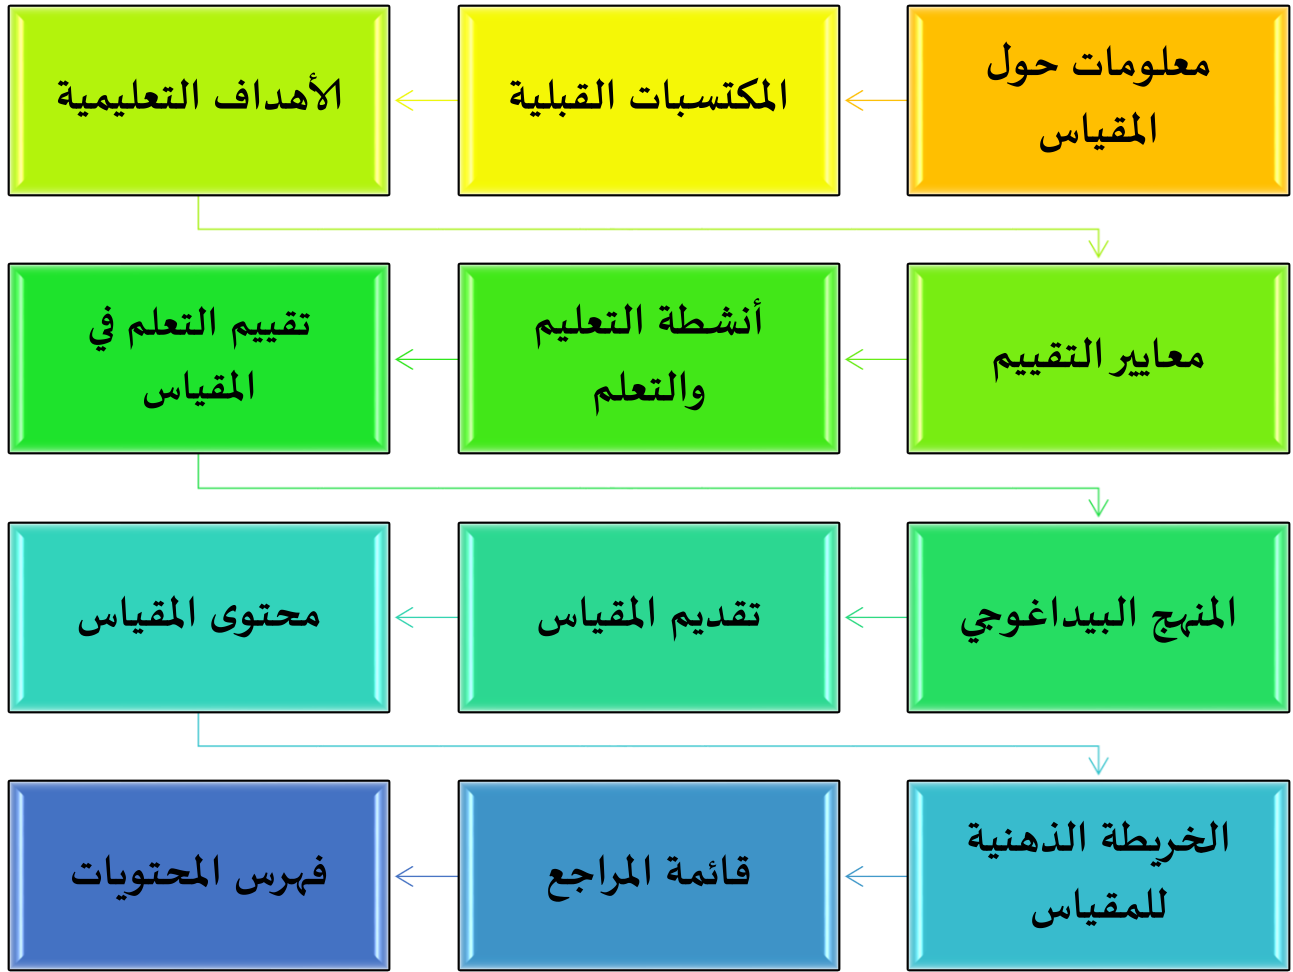 معلومات حول
المقياس
المكتسبات القبلية
الأهداف التعليمية
معايير التقييم
أنشطة التعليم
والتعلم
تقييم التعلم في
المقياس
المنهج البيداغوجي
تقديم المقياس
محتوى المقياس
الخريطة الذهنية
للمقياس
قائمة المراجع
فهرس المحتويات